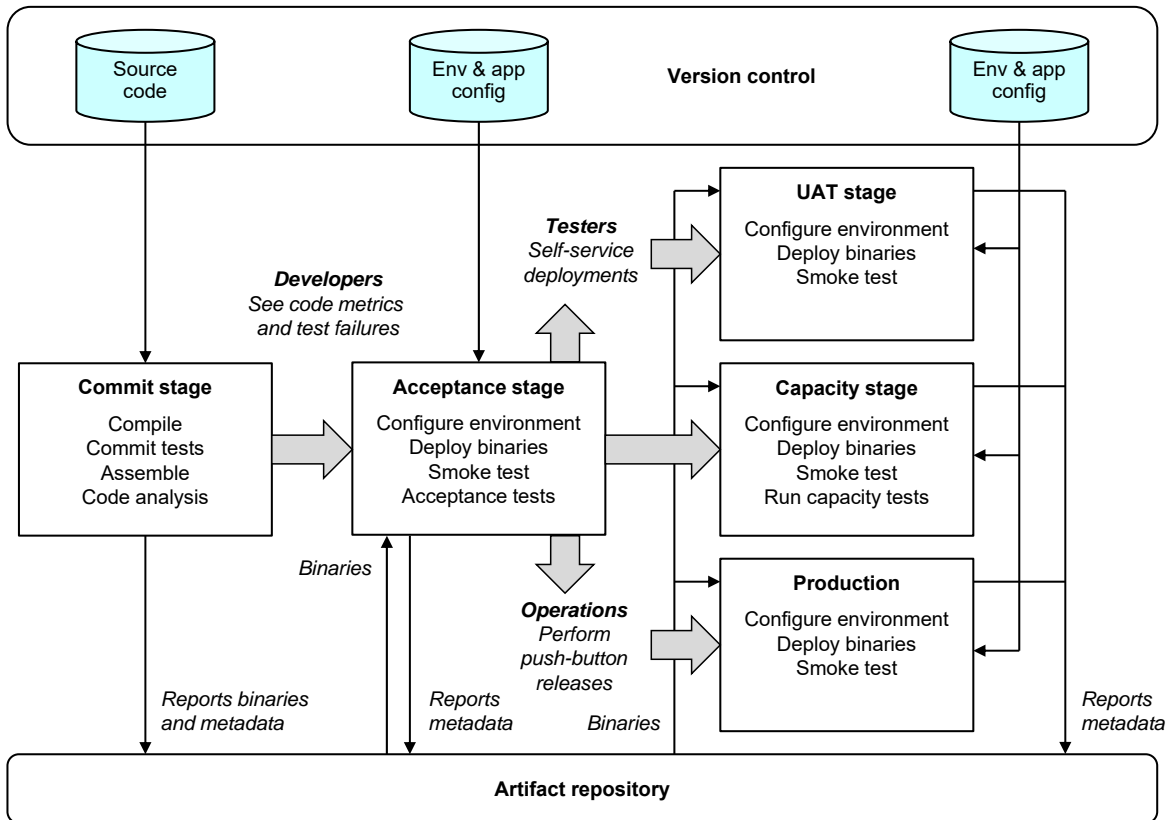 Source
code
Env & app
config
Version control
Env & app
config
Developers
See code metrics
and test failures
Testers
Self-service
deployments
UAT stage
Configure environment
Deploy binaries
Smoke test
Commit stage
Compile
Commit tests
Assemble
Code analysis
Acceptance stage
Configure environment
Deploy binaries
Smoke test
Acceptance tests
Capacity stage
Configure environment
Deploy binaries
Smoke test
Run capacity tests
Binaries
Operations
Perform
push-button
releases
Production
Configure environment
Deploy binaries
Smoke test
Reports binaries
and metadata
Reports
metadata
Binaries
Reports
metadata
Artifact repository